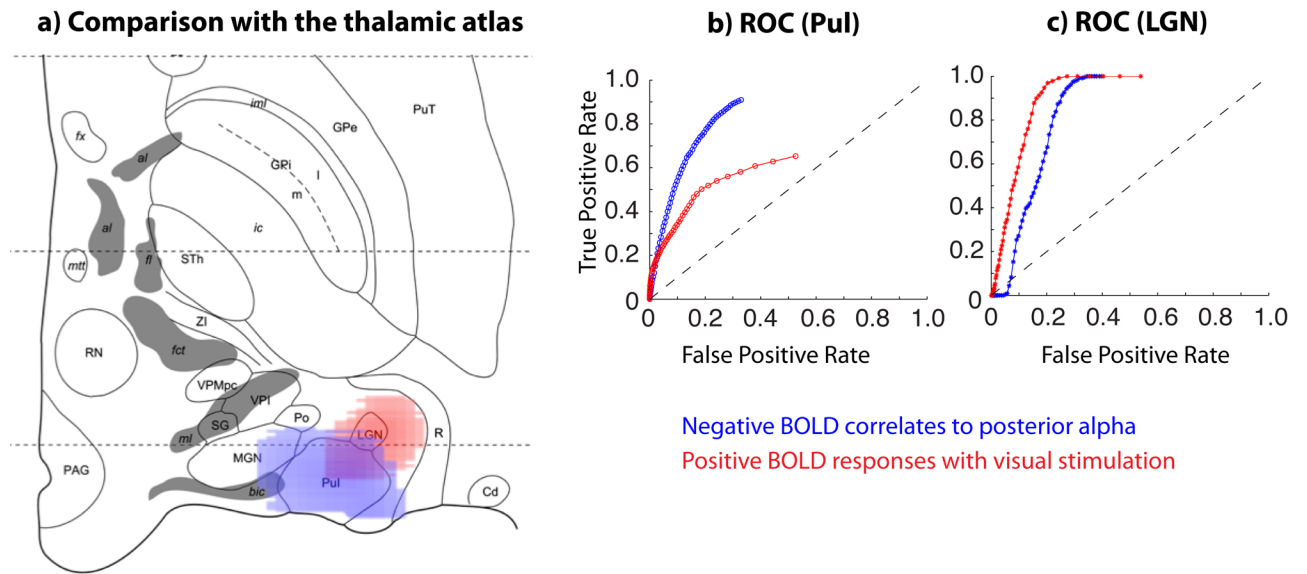 a) Comparison with the thalamic atlas
b) ROC (Pul)
c) ROC (LGN)
iml
GPe
PuT
fx
al
GPi
l
m
al
ic
mtt
fl
STh
ZI
RN
fct
VPMpc
VPI
SG
Po
ml
LGN
R
MGN
PAG
Pul
bic
Cd
True Positive Rate
1.0
0.8
0.6
0.4
0.2
0
0 0.2 0.4 0.6 0.8 1.0
False Positive Rate
1.0
0.8
0.6
0.4
0.2
0
0 0.2 0.4 0.6 0.8 1.0
False Positive Rate
Negative BOLD correlates to posterior alpha
Positive BOLD responses with visual stimulation